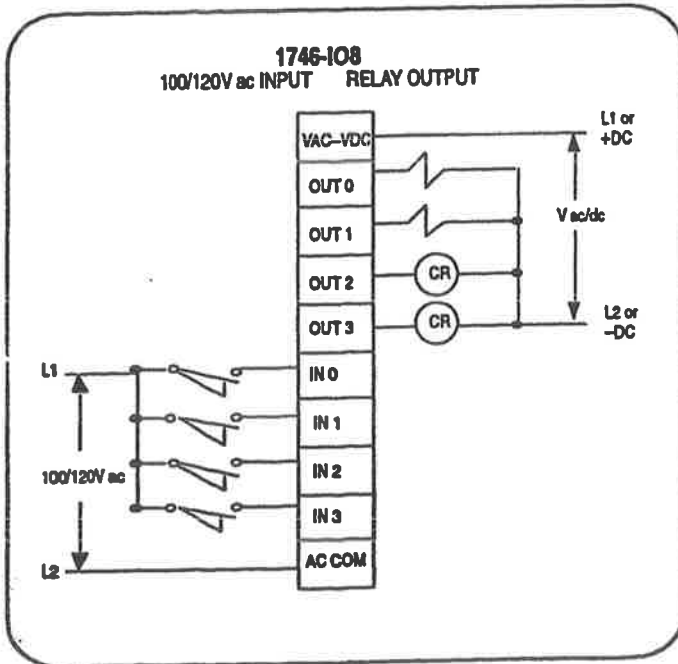 1746-IO8
100/120V ac INPUT RELAY OUTPUT
VAC–VDC
OUT 0
OUT 1
OUT 2
OUT 3
IN 0
IN 1
IN 2
IN 3
AC COM
L1 or
+DC
V ac/dc
L2 or
–DC
CR
CR
L1
100/120V ac
L2